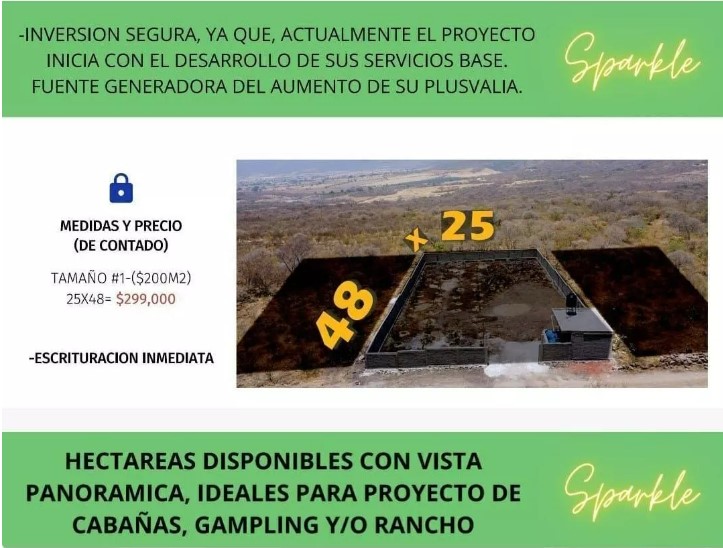 -INVERSION SEGURA, YA QUE, ACTUALMENTE EL PROYECTO
INICIA CON EL DESARROLLO DE SUS SERVICIOS BASE.
FUENTE GENERADORA DEL AUMENTO DE SU PLUSVALIA.
Sparkle
MEDIDAS Y PRECIO
(DE CONTADO)
TAMAÑO #1-($200M2)
25X48= $299,000
-ESCRITURACION INMEDIATA
48 x 25
HECTAREAS DISPONIBLES CON VISTA
PANORAMICA, IDEALES PARA PROYECTO DE
CABAÑAS, GAMPLING Y/O RANCHO
Sparkle